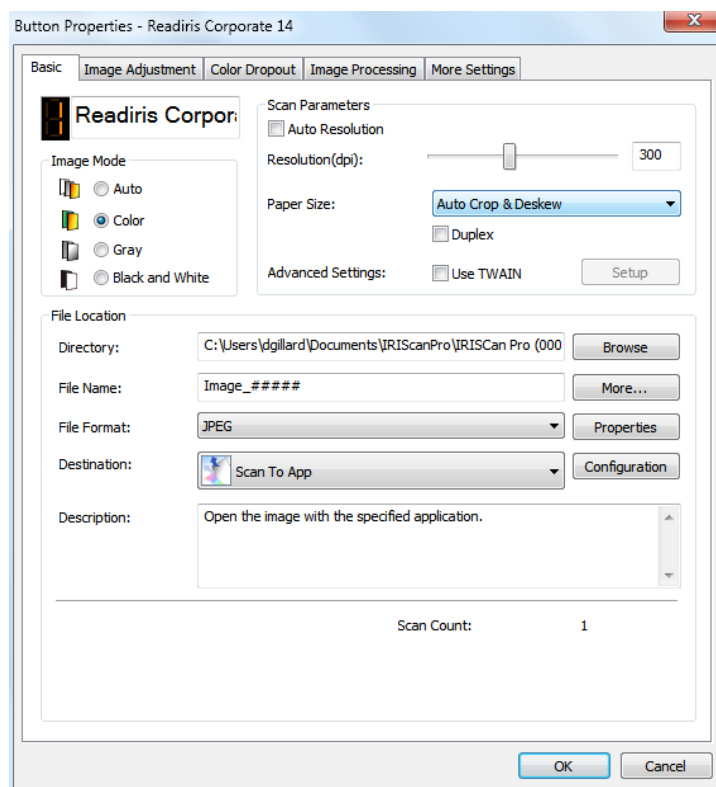 Button Properties - Readiris Corporate 14
Basic
Image Adjustment
Color Dropout
Image Processing
More Settings
1
Readiris Corpor
Image Mode
Auto
Color
Gray
Black and White
Scan Parameters
Auto Resolution
Resolution(dpi):
300
Paper Size:
Auto Crop & Deskew
Duplex
Advanced Settings:
Use TWAIN
Setup
File Location
Directory:
C:\Users\dgillard\Documents\IRIScanPro\IRISCan Pro (000
Browse
File Name:
Image_#####
More...
File Format:
JPEG
Properties
Destination:
Scan To App
Configuration
Description:
Open the image with the specified application.
Scan Count:
1
OK
Cancel